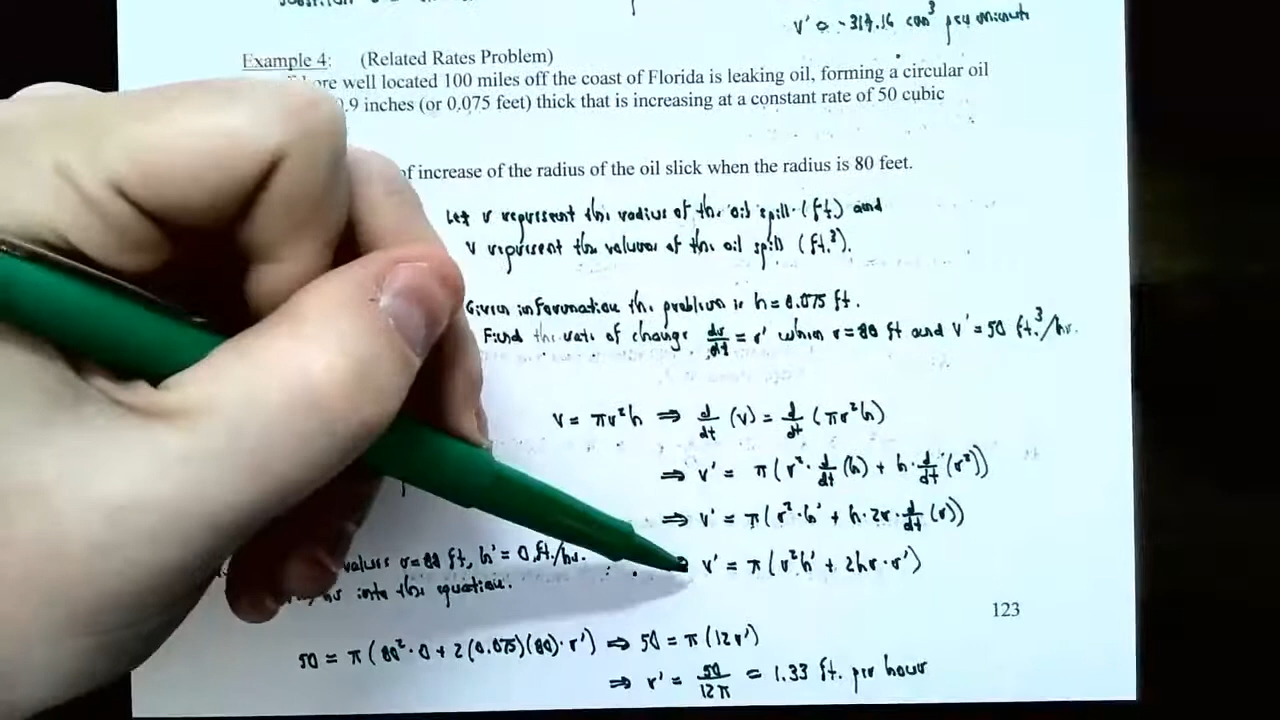 V' = -314.16 cm³ per minute
Example 4: (Related Rates Problem)
ore well located 100 miles off the coast of Florida is leaking oil, forming a circular oil
0.9 inches (or 0.075 feet) thick that is increasing at a constant rate of 50 cubic
of increase of the radius of the oil slick when the radius is 80 feet.
Let r represent the radius of the oil spill (ft) and
V represent the volume of the oil spill (ft.³).
Given information the problem is h = 0.075 ft.
Find the rate of change dr/dt = r' when r = 80 ft and V' = 50 ft.³/hr.
V = πr²h ⇒ d/dt (V) = d/dt (πr²h)
⇒ V' = π(r² · d/dt (h) + h · d/dt (r²))
⇒ V' = π(r² · h' + h · 2r · d/dt (r))
V' = π(r²h' + 2hr · r')
values r = 80 ft, h' = 0 ft./hr.
into this equation.
123
50 = π(80² · 0 + 2(0.075)(80) · r') ⇒ 50 = π(12r')
⇒ r' = 50/12π = 1.33 ft. per hour